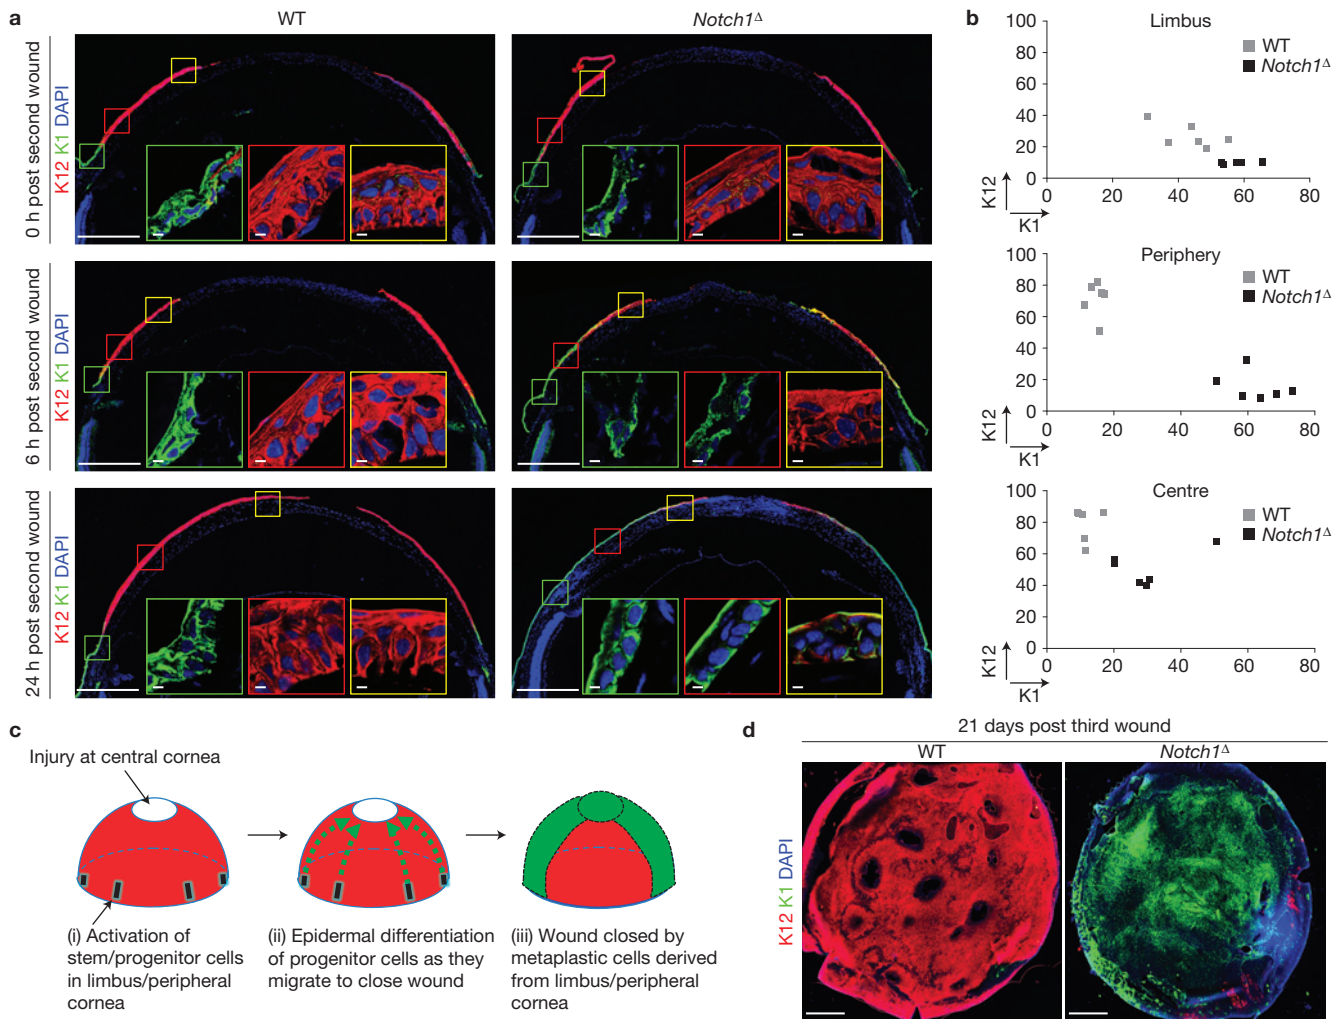 a
WT
Notch1Δ
0 h post second wound
K12 K1 DAPI
6 h post second wound
K12 K1 DAPI
24 h post second wound
K12 K1 DAPI
b
Limbus
WT
Notch1Δ
100
80
60
40
20
0
0 20 40 60 80
K12
K1
Periphery
WT
Notch1Δ
100
80
60
40
20
0
0 20 40 60 80
K12
K1
Centre
WT
Notch1Δ
100
80
60
40
20
0
0 20 40 60 80
K12
K1
c
Injury at central cornea
(i) Activation of
stem/progenitor cells
in limbus/peripheral
cornea
(ii) Epidermal differentiation
of progenitor cells as they
migrate to close wound
(iii) Wound closed by
metaplastic cells derived
from limbus/peripheral
cornea
d
21 days post third wound
WT
Notch1Δ
K12 K1 DAPI